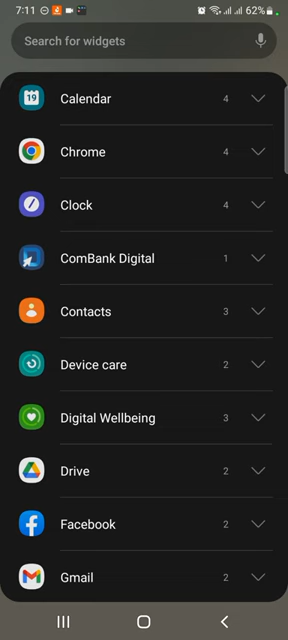 7:11 62%
Search for widgets
19
Calendar 4
Chrome 4
Clock 4
ComBank Digital 1
Contacts 3
Device care 2
Digital Wellbeing 3
Drive 2
Facebook 2
Gmail 2